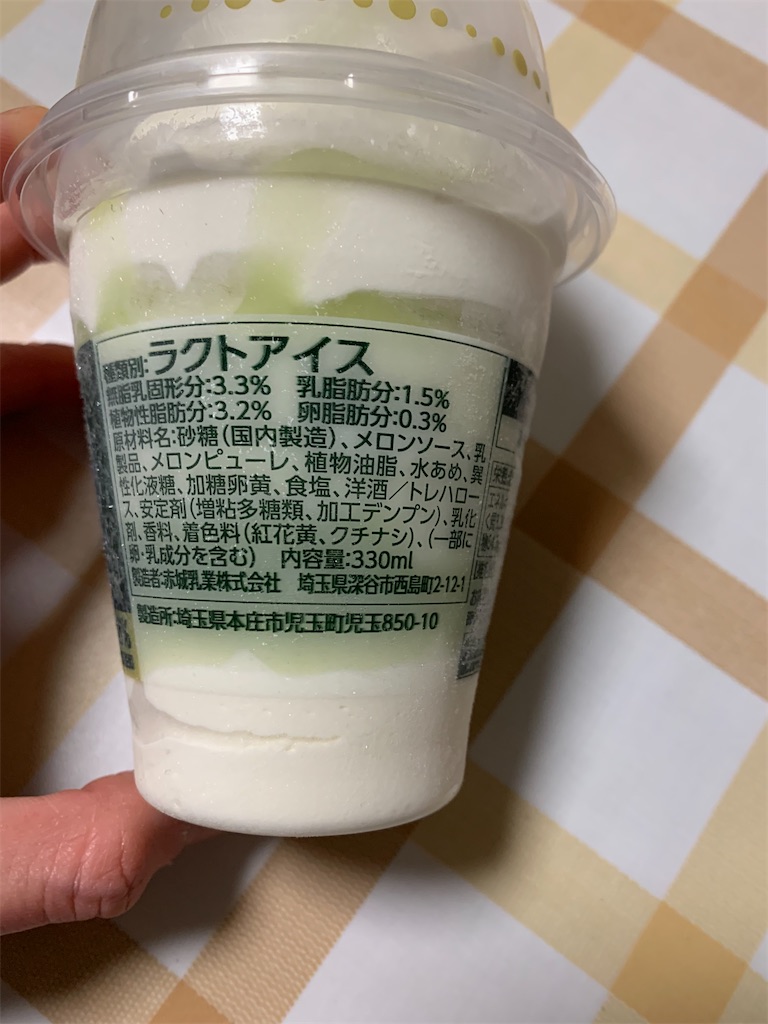 種類別:ラクトアイス
無脂乳固形分:3.3% 乳脂肪分:1.5%
植物性脂肪分:3.2% 卵脂肪分:0.3%
原材料名:砂糖(国内製造)、メロンソース、乳
製品、メロンピューレ、植物油脂、水あめ、異
性化液糖、加糖卵黄、食塩、洋酒/トレハロー
ス、安定剤(増粘多糖類、加工デンプン)、乳化
剤、香料、着色料(紅花黄、クチナシ)、(一部に
卵・乳成分を含む) 内容量:330ml
製造者:赤城乳業株式会社 埼玉県深谷市西島町2-12-1
製造所:埼玉県本庄市児玉町児玉850-10